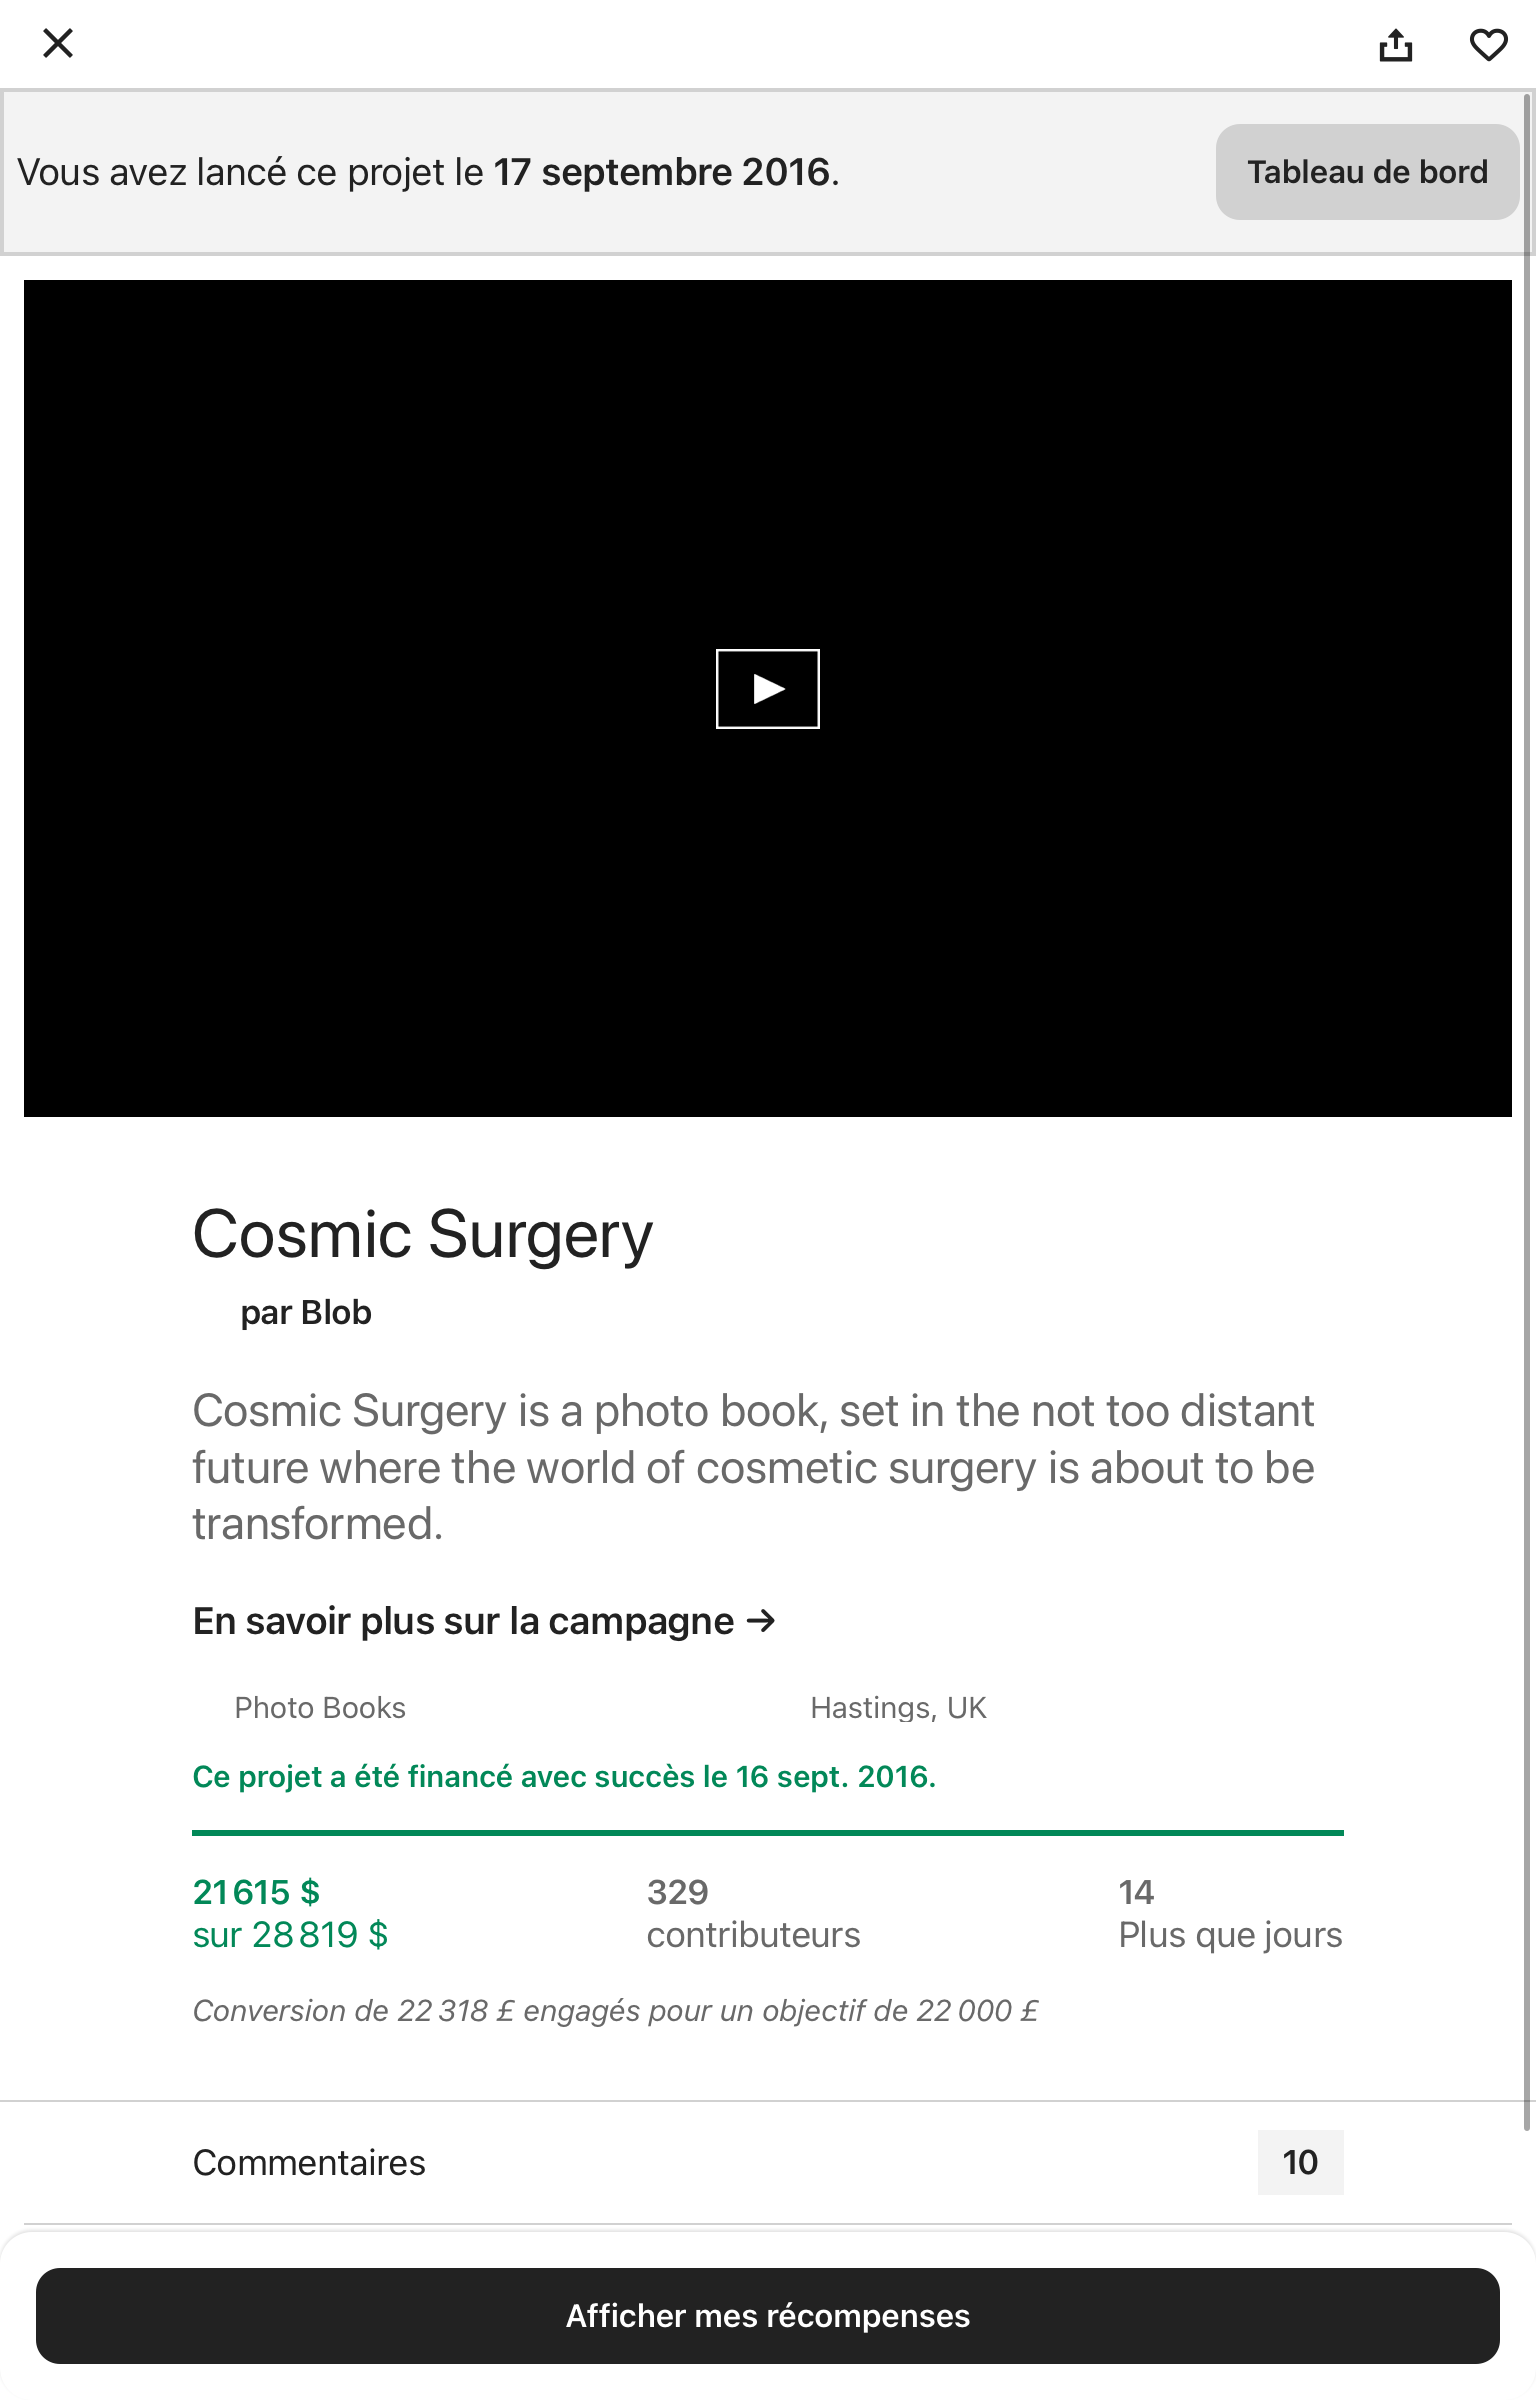 Vous avez lancé ce projet le 17 septembre 2016.
Tableau de bord
Cosmic Surgery
par Blob
Cosmic Surgery is a photo book, set in the not too distant
future where the world of cosmetic surgery is about to be
transformed.
En savoir plus sur la campagne →
Photo Books
Hastings, UK
Ce projet a été financé avec succès le 16 sept. 2016.
21 615 $
sur 28 819 $
329
contributeurs
14
Plus que jours
Conversion de 22 318 £ engagés pour un objectif de 22 000 £
Commentaires
10
Afficher mes récompenses